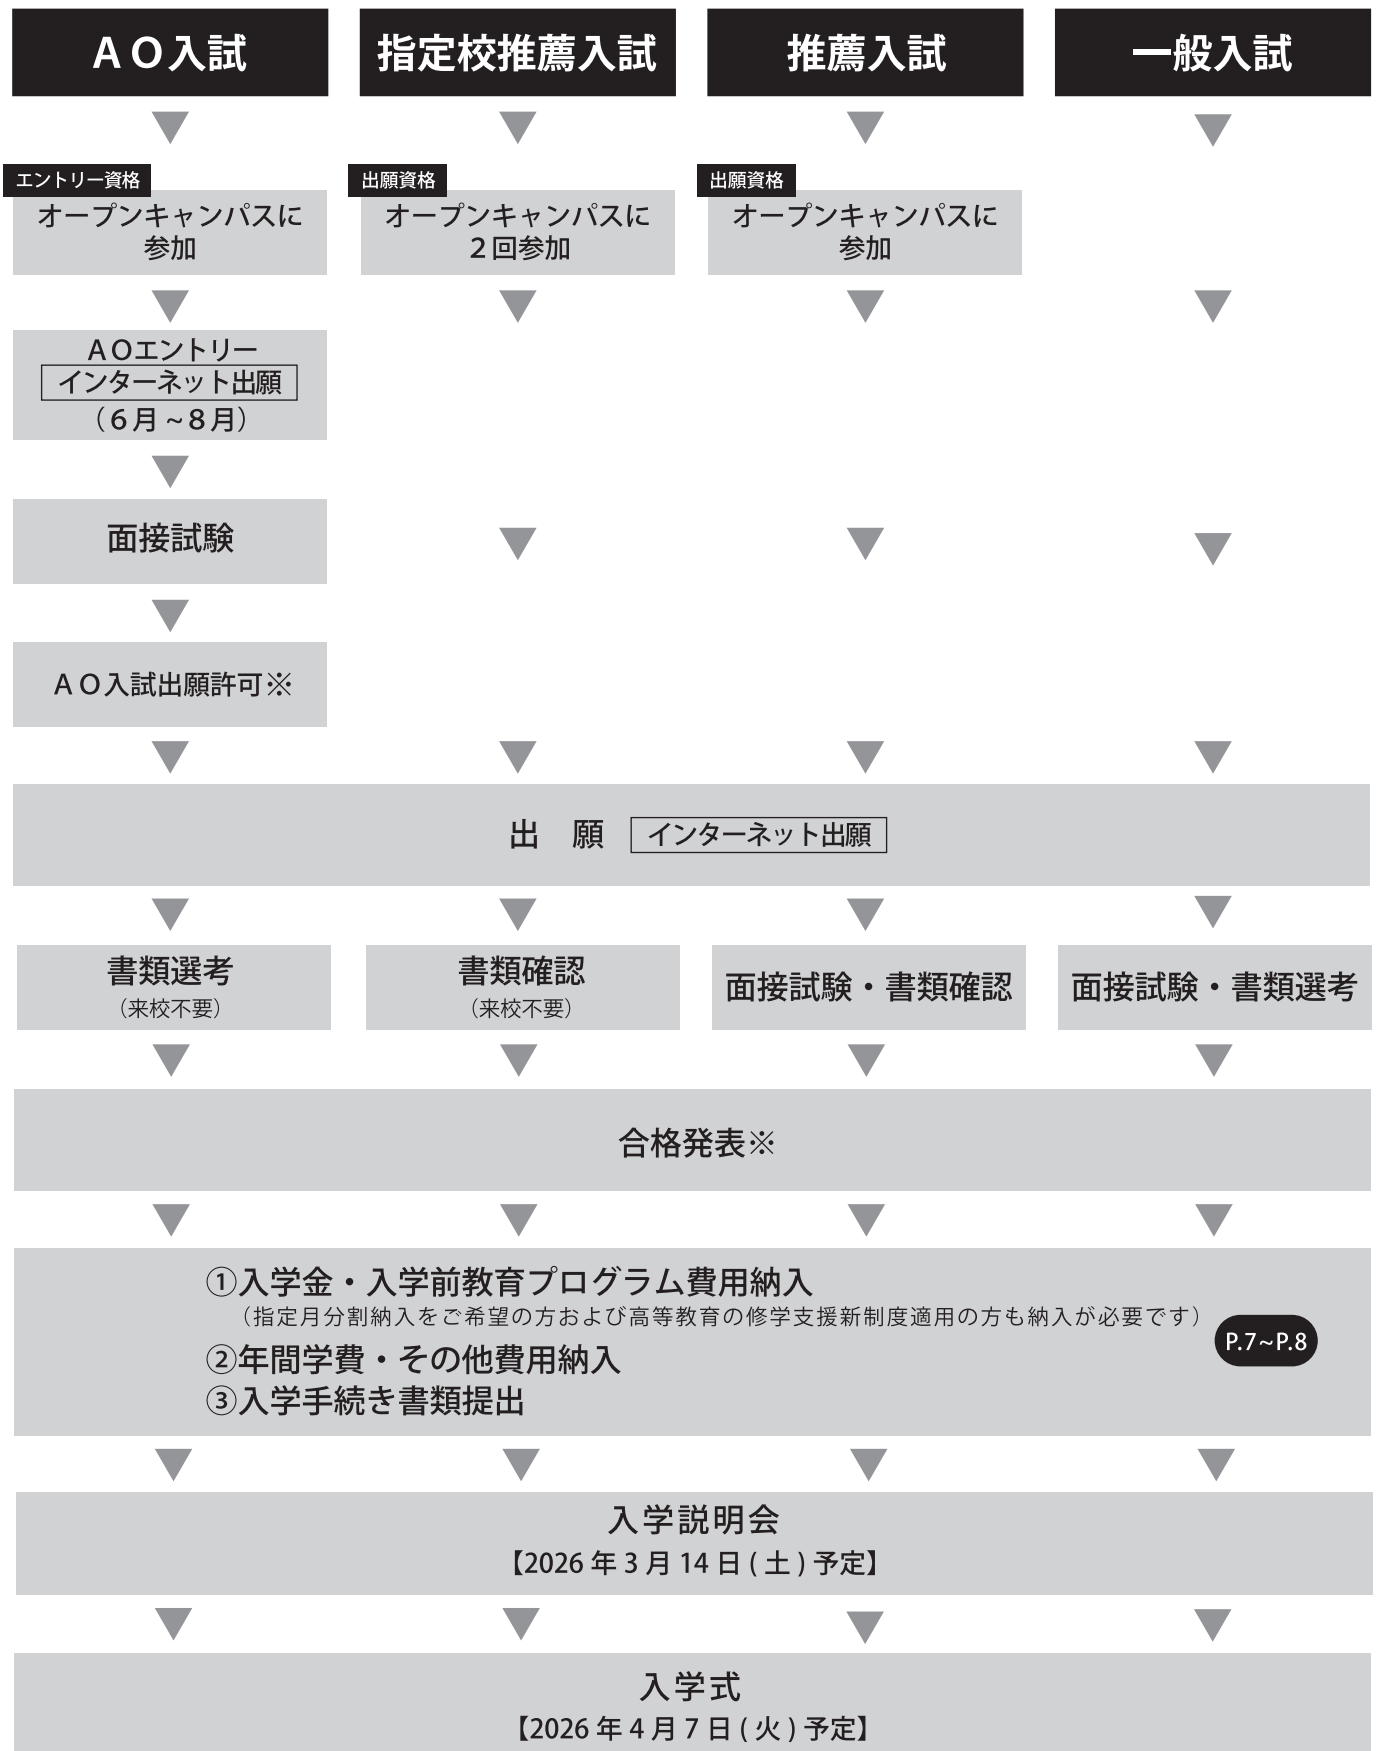 ＡＯ入試
指定校推薦入試
推薦入試
一般入試
エントリー資格
オープンキャンパスに
参加
出願資格
オープンキャンパスに
２回参加
出願資格
オープンキャンパスに
参加
ＡＯエントリー
インターネット出願
（６月～８月）
面接試験
ＡＯ入試出願許可※
出　願　インターネット出願
書類選考
（来校不要）
書類確認
（来校不要）
面接試験・書類確認
面接試験・書類選考
合格発表※
①入学金・入学前教育プログラム費用納入
（指定月分割納入をご希望の方および高等教育の修学支援新制度適用の方も納入が必要です）
②年間学費・その他費用納入
③入学手続き書類提出
P.7~P.8
入学説明会
【2026 年 3 月 14 日 ( 土 ) 予定】
入学式
【2026 年 4 月 7 日 ( 火 ) 予定】